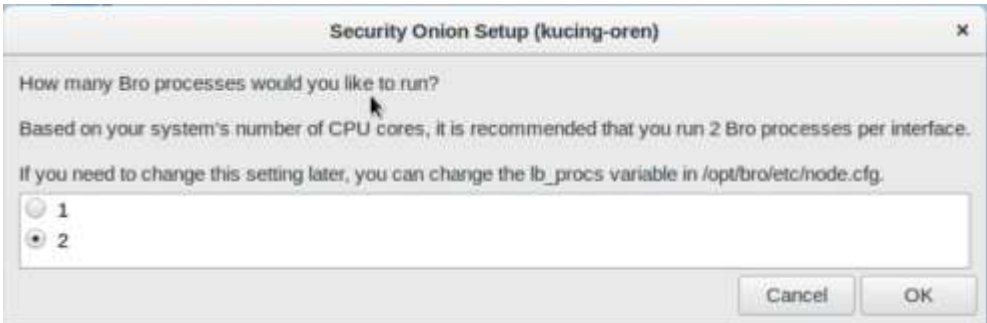 Security Onion Setup (kucing-oren)
How many Bro processes would you like to run?
Based on your system's number of CPU cores, it is recommended that you run 2 Bro processes per interface.
If you need to change this setting later, you can change the lb_procs variable in /opt/bro/etc/node.cfg.
1
2
Cancel OK